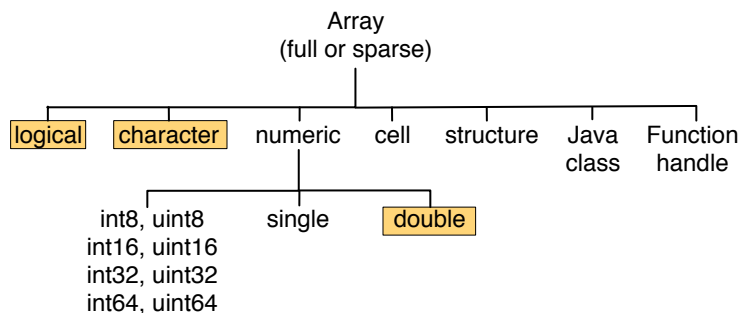 Array
(full or sparse)
logical
character
numeric
cell
structure
Java
class
Function
handle
int8, uint8
int16, uint16
int32, uint32
int64, uint64
single
double